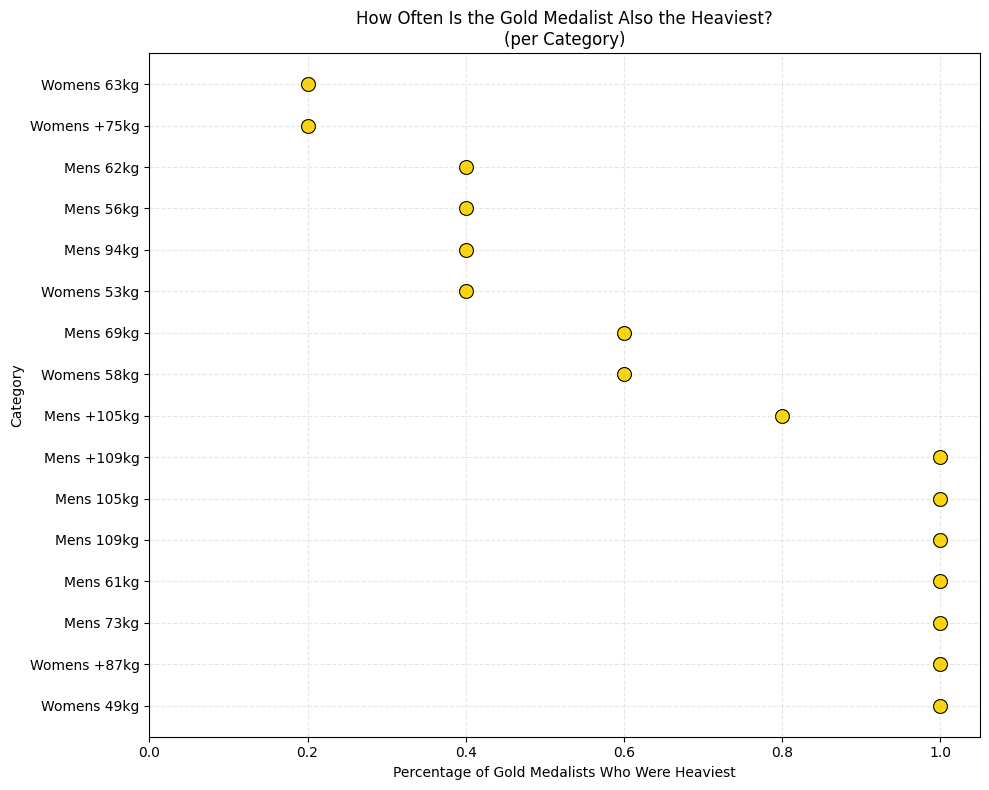 How Often Is the Gold Medalist Also the Heaviest?
(per Category)
Womens 63kg
Womens +75kg
Mens 62kg
Mens 56kg
Mens 94kg
Womens 53kg
Mens 69kg
Womens 58kg
Mens +105kg
Mens +109kg
Mens 105kg
Mens 109kg
Mens 61kg
Mens 73kg
Womens +87kg
Womens 49kg
Category
0.0 0.2 0.4 0.6 0.8 1.0
Percentage of Gold Medalists Who Were Heaviest